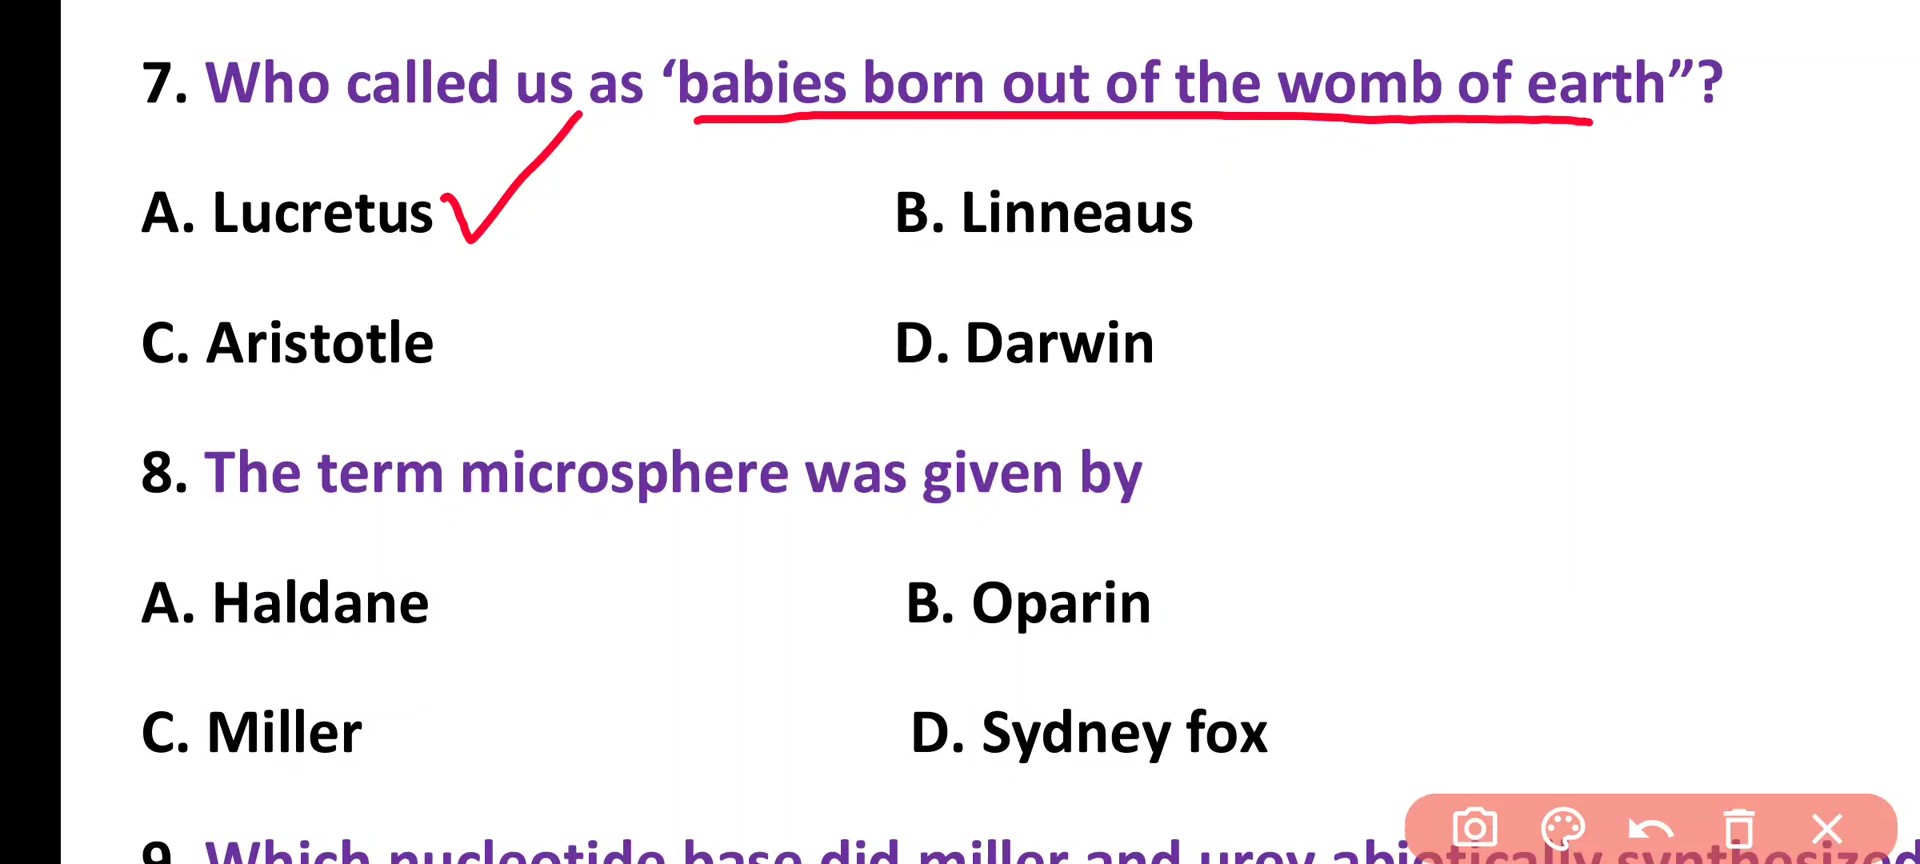 7. Who called us as ‘babies born out of the womb of earth”?
A. Lucretus B. Linneaus
C. Aristotle D. Darwin
8. The term microsphere was given by
A. Haldane B. Oparin
C. Miller D. Sydney fox
9. Which nucleotide base did miller and urey abiotically synthesized